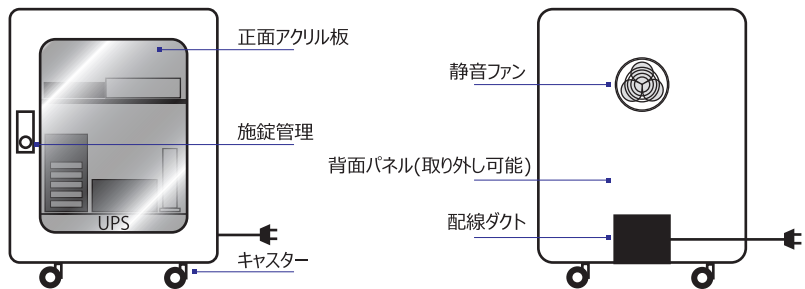 正面アクリル板
施錠管理
UPS
キャスター
静音ファン
背面パネル(取り外し可能)
配線ダクト